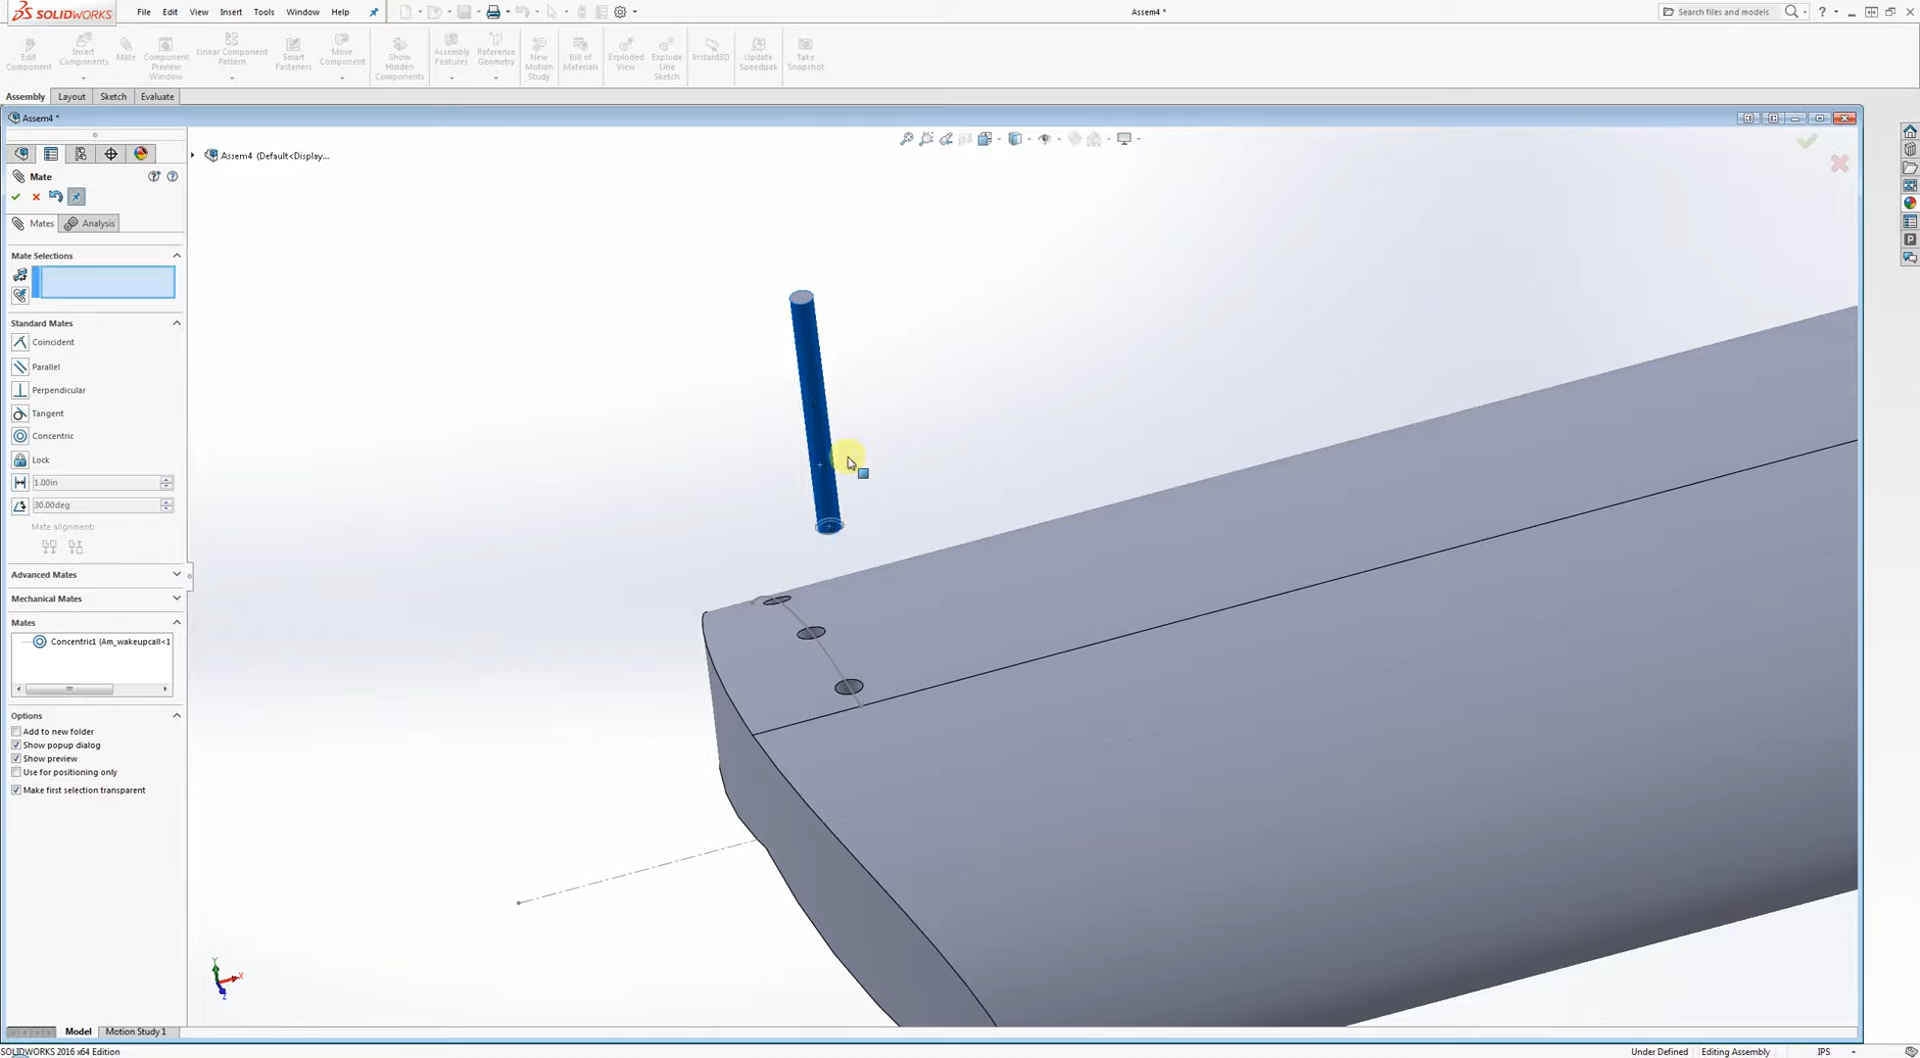 SOLIDWORKS File Edit View Insert Tools Window Help Assem4 * Search files and models
Edit Component
Insert Components
Mate
Component Preview Window
Linear Component Pattern
Smart Fasteners
Move Component
Show Hidden Components
Assembly Features
Reference Geometry
New Motion Study
Bill of Materials
Exploded View
Explode Line Sketch
Instant3D
Update Speedpak
Take Snapshot
Assembly Layout Sketch Evaluate
Assem4 *
Assem4 (Default<Display...
Mate
Mates Analysis
Mate Selections
Standard Mates
Coincident
Parallel
Perpendicular
Tangent
Concentric
Lock
1.00in
30.00deg
Mate alignment:
Advanced Mates
Mechanical Mates
Mates
Concentric1 (Am_wakeupcall<1
Options
Add to new folder
Show popup dialog
Show preview
Use for positioning only
Make first selection transparent
Y
X
Z
Model Motion Study 1
SOLIDWORKS 2016 x64 Edition Under Defined Editing Assembly IPS